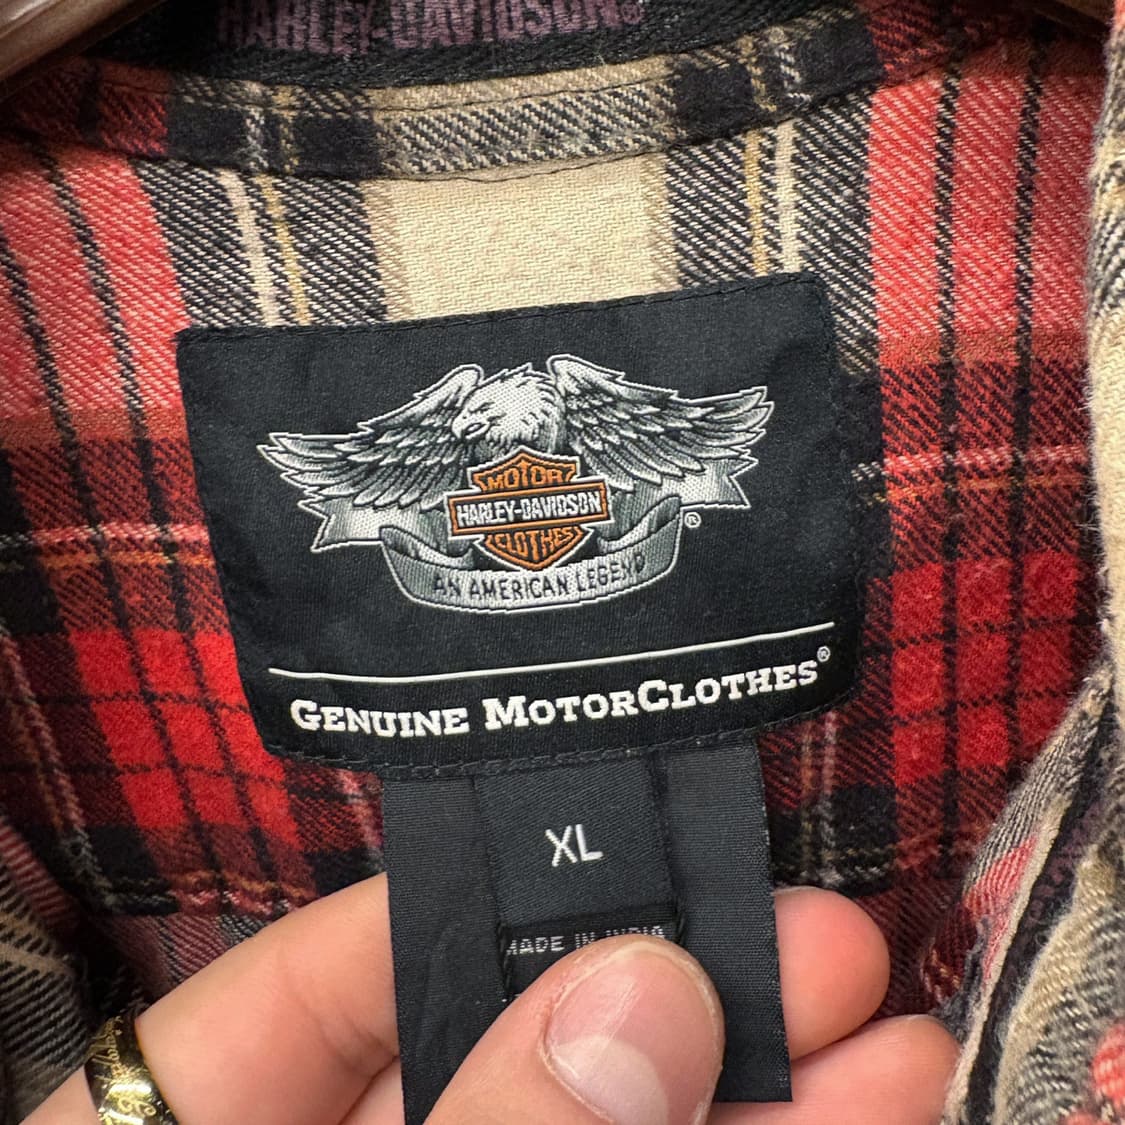 HARLEY-DAVIDSON®
MOTOR
HARLEY-DAVIDSON
CLOTHES
®
AN AMERICAN LEGEND
GENUINE MOTORCLOTHES®
XL
MADE IN INDIA